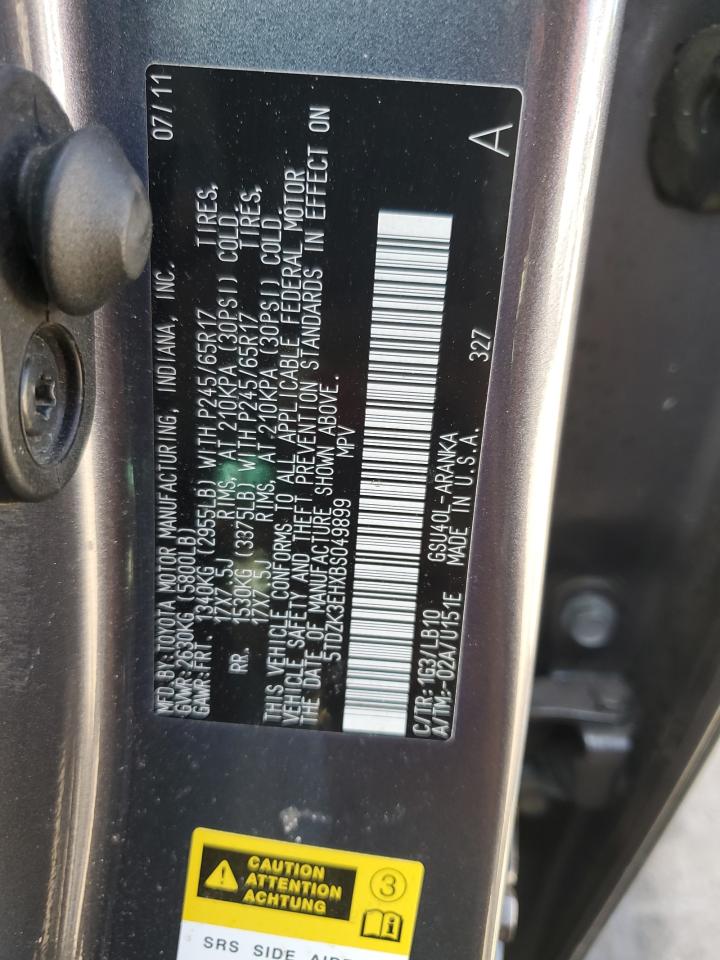 MFD.BY:TOYOTA MOTOR MANUFACTURING, INDIANA, INC. 07/11
GVWR:2630KG (5800LB)
GAWR:FRT. 1340KG (2955LB) WITH P245/65R17 TIRES,
17X7.5J RIMS, AT 210KPA (30PSI) COLD.
RR. 1530KG (3375LB) WITH P245/65R17 TIRES,
17X7.5J RIMS, AT 210KPA (30PSI) COLD.
THIS VEHICLE CONFORMS TO ALL APPLICABLE FEDERAL MOTOR
VEHICLE SAFETY AND THEFT PREVENTION STANDARDS IN EFFECT ON
THE DATE OF MANUFACTURE SHOWN ABOVE.
5TDZK3EHXBS049899 MPV
C/TR:1G3/LB10 GSU40L-ARANKA 327 A
A/TM:-02A/U151E MADE IN U.S.A.
CAUTION
ATTENTION
ACHTUNG
3
SRS SIDE